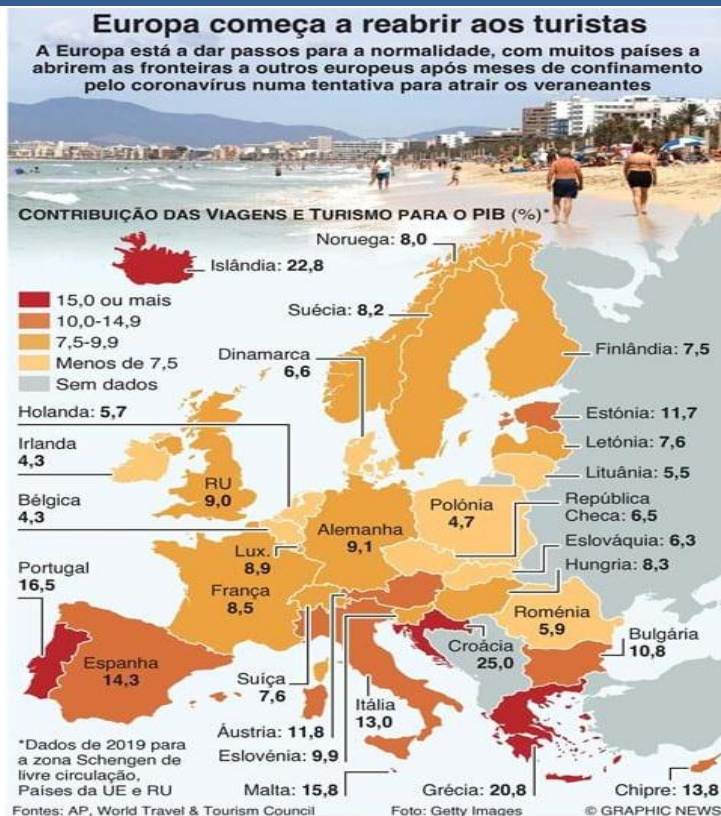 Europa começa a reabrir aos turistas
A Europa está a dar passos para a normalidade, com muitos países a
abrirem as fronteiras a outros europeus após meses de confinamento
pelo coronavírus numa tentativa para atrair os veraneantes
CONTRIBUIÇÃO DAS VIAGENS E TURISMO PARA O PIB (%)*
Noruega: 8,0
Islândia: 22,8
15,0 ou mais
10,0-14,9
7,5-9,9
Menos de 7,5
Sem dados
Suécia: 8,2
Dinamarca
6,6
Finlândia: 7,5
Holanda: 5,7
Estónia: 11,7
Irlanda
4,3
Letónia: 7,6
Lituânia: 5,5
RU
9,0
Bélgica
4,3
Polónia
4,7
República
Checa: 6,5
Alemanha
9,1
Eslováquia: 6,3
Lux.
8,9
Hungria: 8,3
Portugal
16,5
França
8,5
Roménia
5,9
Bulgária
10,8
Croácia
25,0
Espanha
14,3
Suíça
7,6
Itália
13,0
Áustria: 11,8
Eslovénia: 9,9
Malta: 15,8
Grécia: 20,8
Chipre: 13,8
*Dados de 2019 para
a zona Schengen de
livre circulação,
Países da UE e RU
Fontes: AP, World Travel & Tourism Council
Foto: Getty Images
© GRAPHIC NEWS